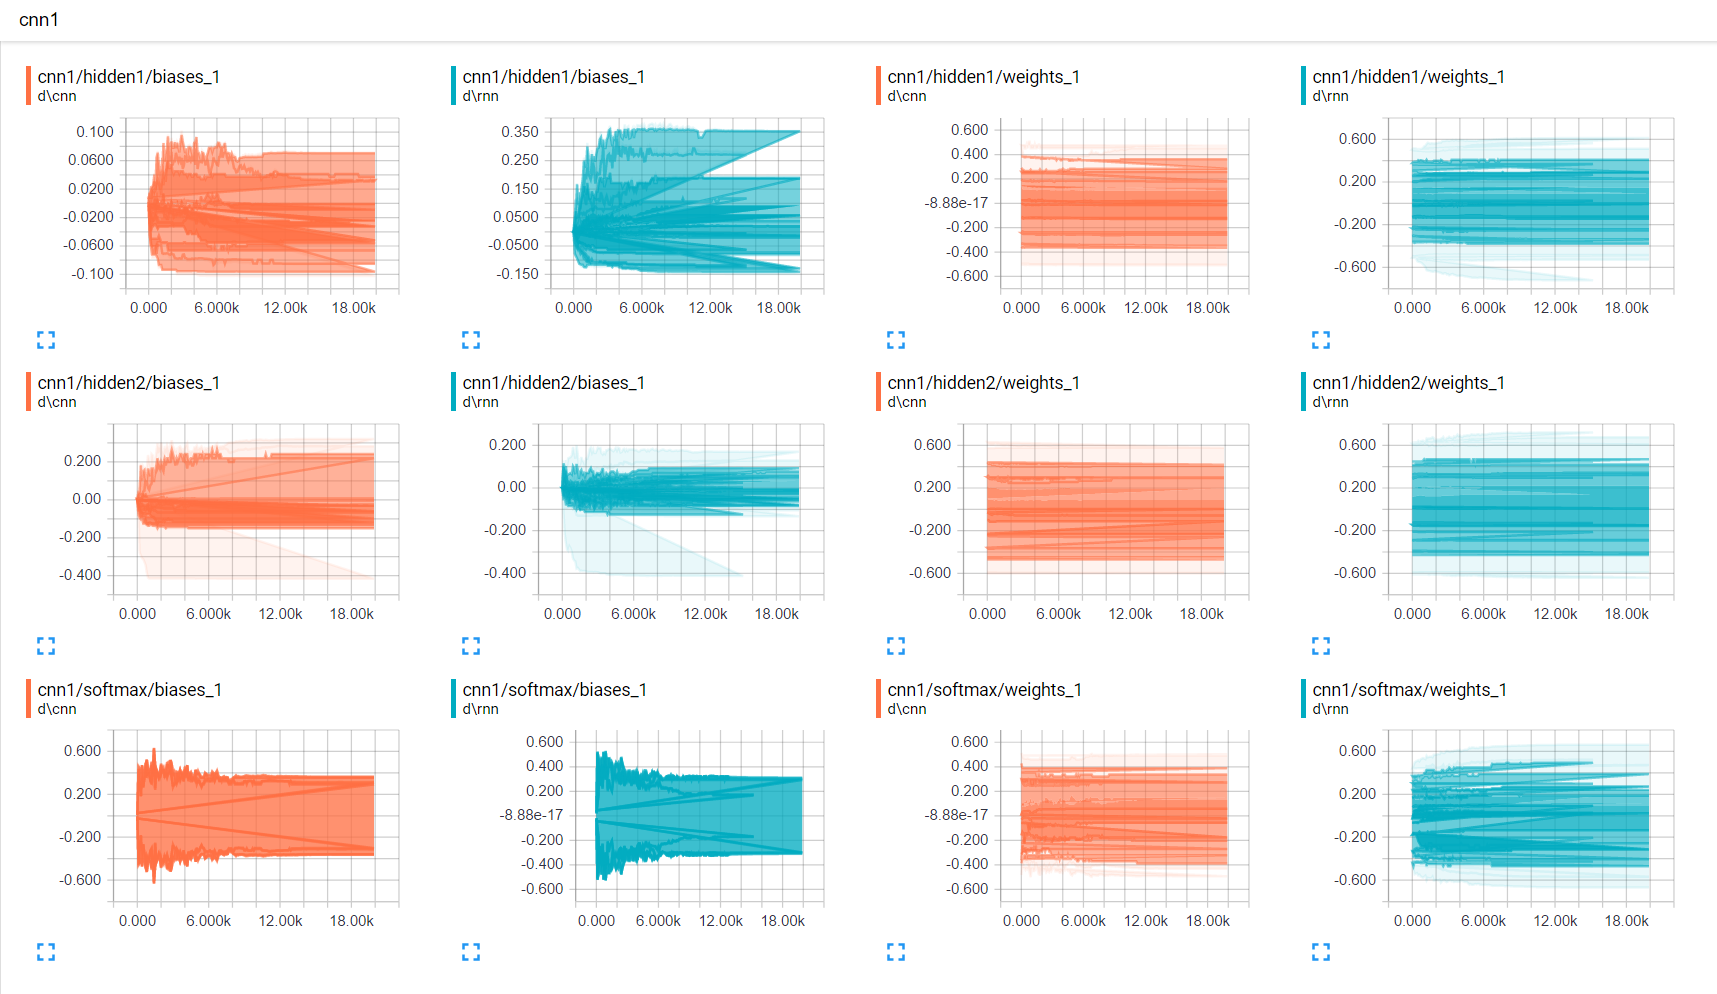 cnn1
cnn1/hidden1/biases_1
d\cnn
0.100
0.0600
0.0200
-0.0200
-0.0600
-0.100
0.000 6.000k 12.00k 18.00k
cnn1/hidden1/biases_1
d\rnn
0.350
0.250
0.150
0.0500
-0.0500
-0.150
0.000 6.000k 12.00k 18.00k
cnn1/hidden1/weights_1
d\cnn
0.600
0.400
0.200
-8.88e-17
-0.200
-0.400
-0.600
0.000 6.000k 12.00k 18.00k
cnn1/hidden1/weights_1
d\rnn
0.600
0.200
-0.200
-0.600
0.000 6.000k 12.00k 18.00k
cnn1/hidden2/biases_1
d\cnn
0.200
0.00
-0.200
-0.400
0.000 6.000k 12.00k 18.00k
cnn1/hidden2/biases_1
d\rnn
0.200
0.00
-0.200
-0.400
0.000 6.000k 12.00k 18.00k
cnn1/hidden2/weights_1
d\cnn
0.600
0.200
-0.200
-0.600
0.000 6.000k 12.00k 18.00k
cnn1/hidden2/weights_1
d\rnn
0.600
0.200
-0.200
-0.600
0.000 6.000k 12.00k 18.00k
cnn1/softmax/biases_1
d\cnn
0.600
0.200
-0.200
-0.600
0.000 6.000k 12.00k 18.00k
cnn1/softmax/biases_1
d\rnn
0.600
0.400
0.200
-8.88e-17
-0.200
-0.400
-0.600
0.000 6.000k 12.00k 18.00k
cnn1/softmax/weights_1
d\cnn
0.600
0.400
0.200
-8.88e-17
-0.200
-0.400
-0.600
0.000 6.000k 12.00k 18.00k
cnn1/softmax/weights_1
d\rnn
0.600
0.200
-0.200
-0.600
0.000 6.000k 12.00k 18.00k